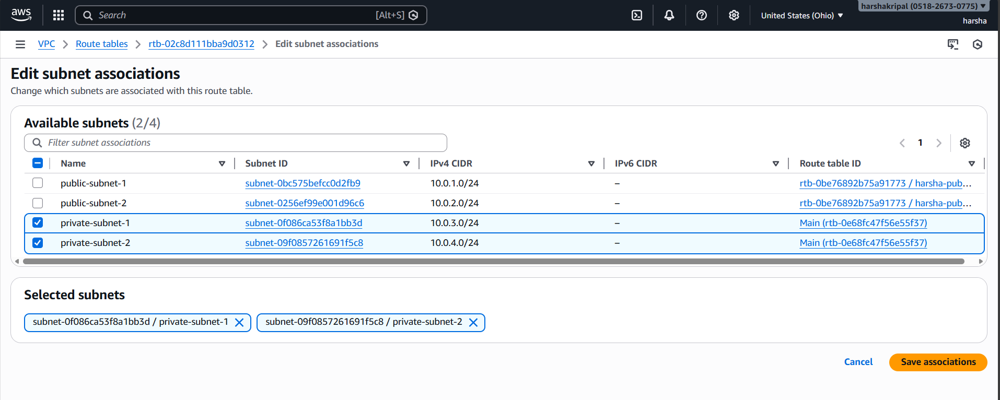 aws
Search
[Alt+S]
United States (Ohio)
harshakripal (0518-2673-0775)
harsha
VPC
Route tables
rtb-02c8d111bba9d0312
Edit subnet associations
Edit subnet associations
Change which subnets are associated with this route table.
Available subnets (2/4)
Filter subnet associations
1
Name Subnet ID IPv4 CIDR IPv6 CIDR Route table ID
public-subnet-1 subnet-0bc575befcc0d2fb9 10.0.1.0/24 – rtb-0be76892b75a91773 / harsha-pub…
public-subnet-2 subnet-0256ef99e001d96c6 10.0.2.0/24 – rtb-0be76892b75a91773 / harsha-pub…
private-subnet-1 subnet-0f086ca53f8a1bb3d 10.0.3.0/24 – Main (rtb-0e68fc47f56e55f37)
private-subnet-2 subnet-09f0857261691f5c8 10.0.4.0/24 – Main (rtb-0e68fc47f56e55f37)
Selected subnets
subnet-0f086ca53f8a1bb3d / private-subnet-1
subnet-09f0857261691f5c8 / private-subnet-2
Cancel
Save associations